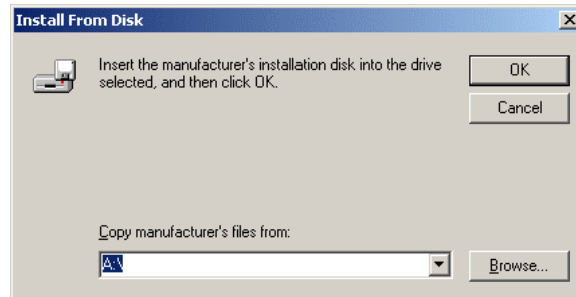 Install From Disk
Insert the manufacturer's installation disk into the drive
selected, and then click OK.
OK
Cancel
Copy manufacturer's files from:
A:\
Browse...